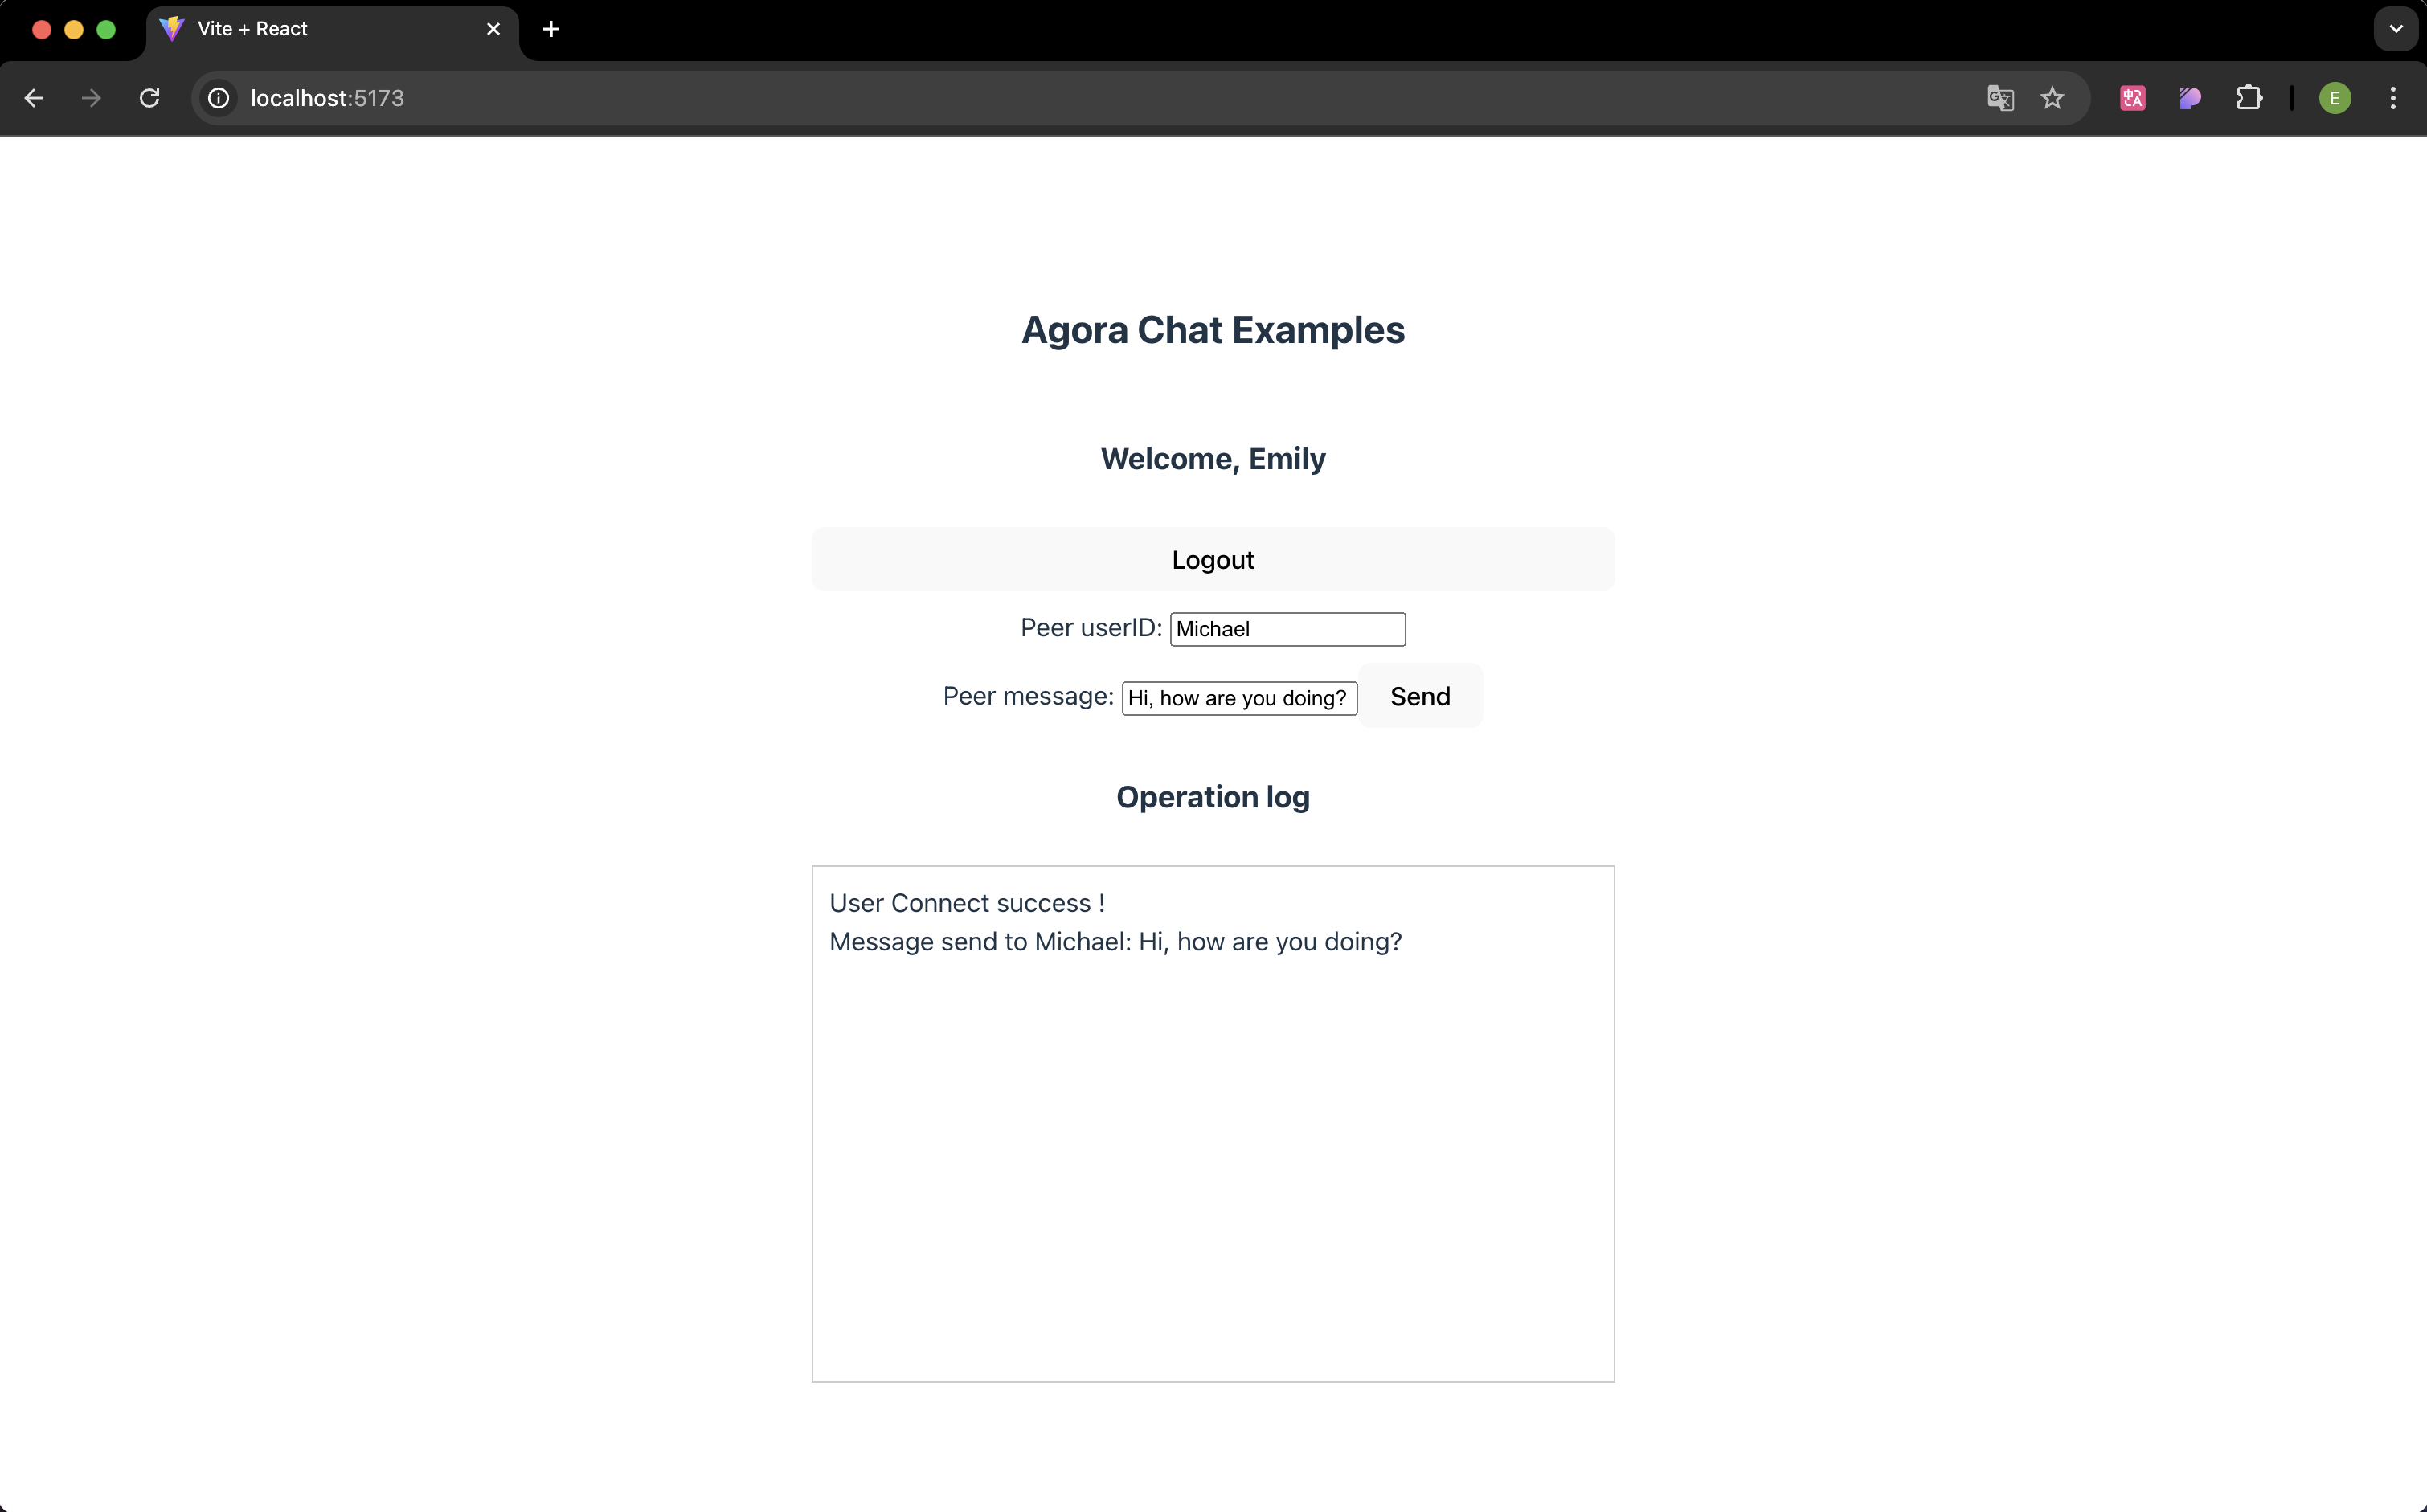 Vite + React
localhost:5173
E
Agora Chat Examples
Welcome, Emily
Logout
Peer userID: Michael
Peer message: Hi, how are you doing? Send
Operation log
User Connect success !
Message send to Michael: Hi, how are you doing?